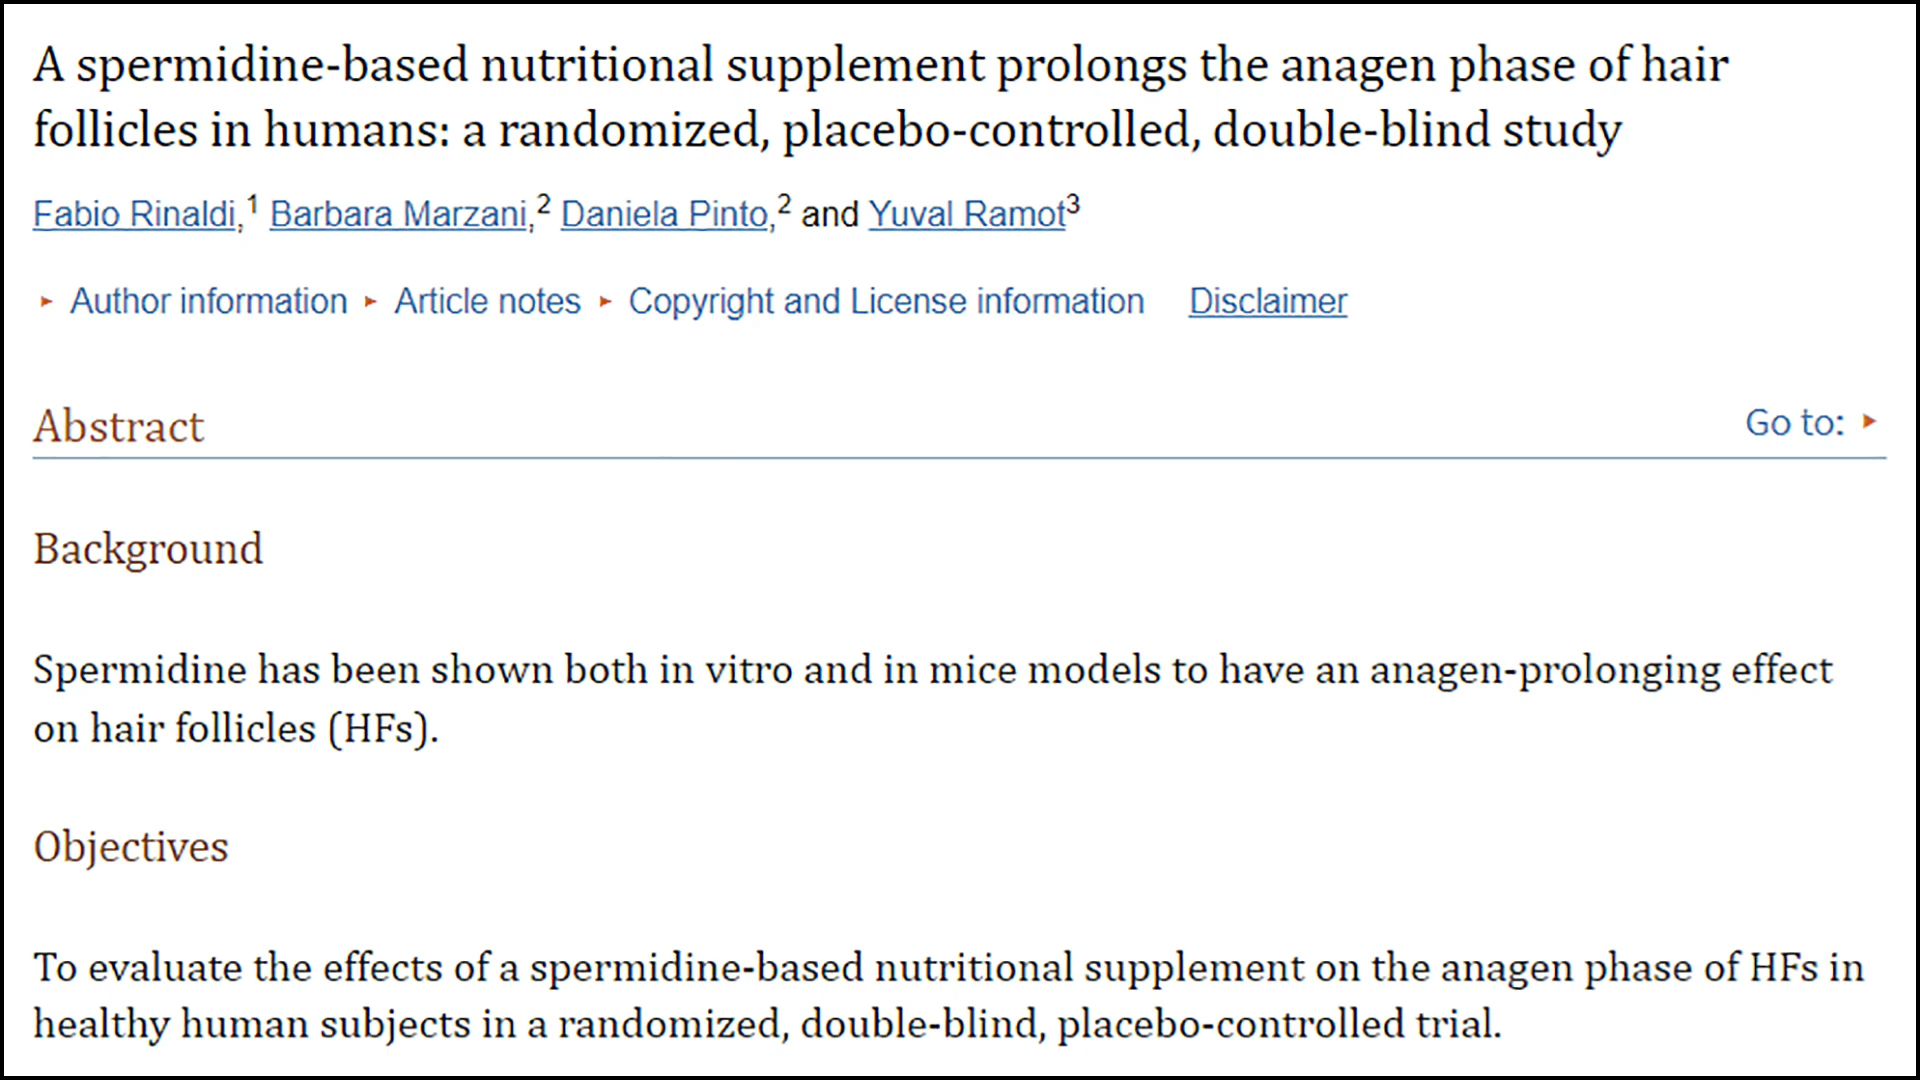 A spermidine-based nutritional supplement prolongs the anagen phase of hair
follicles in humans: a randomized, placebo-controlled, double-blind study
Fabio Rinaldi,1 Barbara Marzani,2 Daniela Pinto,2 and Yuval Ramot3
▸ Author information ▸ Article notes ▸ Copyright and License information Disclaimer
Abstract Go to: ▸
Background
Spermidine has been shown both in vitro and in mice models to have an anagen-prolonging effect
on hair follicles (HFs).
Objectives
To evaluate the effects of a spermidine-based nutritional supplement on the anagen phase of HFs in
healthy human subjects in a randomized, double-blind, placebo-controlled trial.